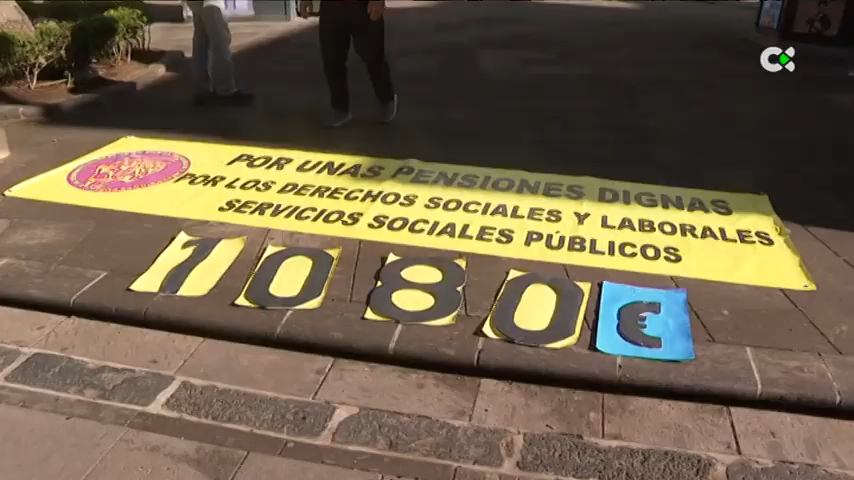 POR UNAS PENSIONES DIGNAS
POR LOS DERECHOS SOCIALES Y LABORALES
SERVICIOS SOCIALES PÚBLICOS
1080€